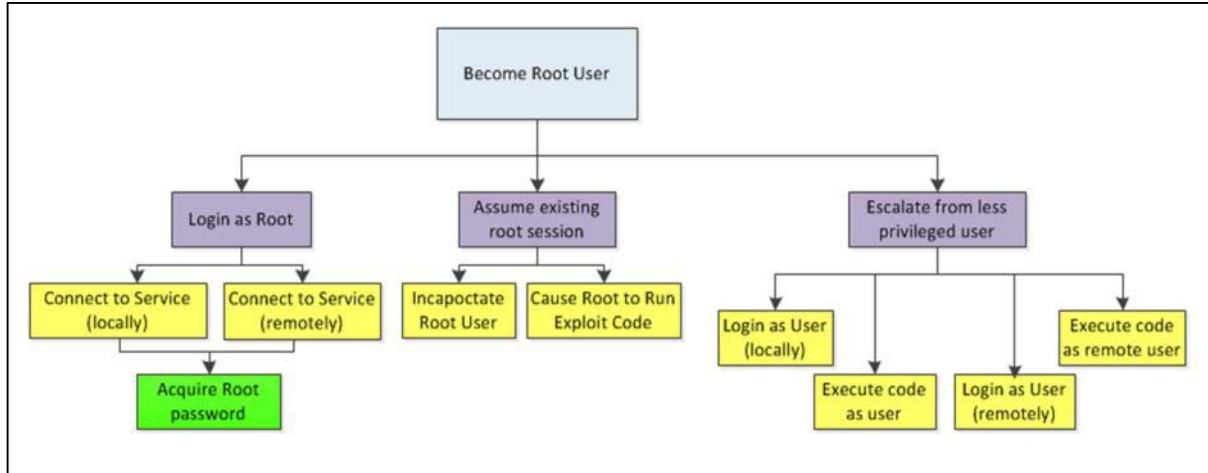 Become Root User
Login as Root
Assume existing
root session
Escalate from less
privileged user
Connect to Service
(locally)
Connect to Service
(remotely)
Incapoctate
Root User
Cause Root to Run
Exploit Code
Login as User
(locally)
Execute code
as remote user
Acquire Root
password
Execute code
as user
Login as User
(remotely)